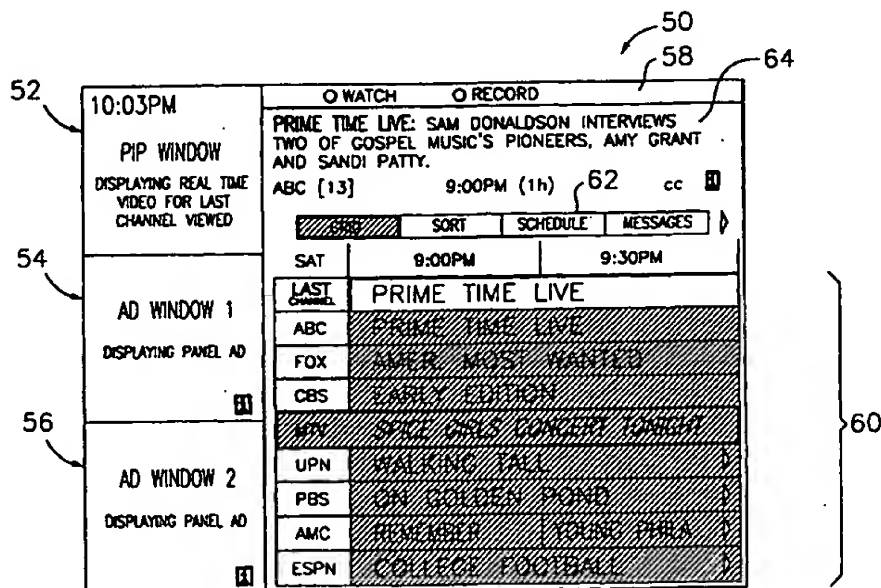 50
58
64
52
10:03PM
O WATCH O RECORD
PIP WINDOW
DISPLAYING REAL TIME
VIDEO FOR LAST
CHANNEL VIEWED
PRIME TIME LIVE: SAM DONALDSON INTERVIEWS
TWO OF GOSPEL MUSIC'S PIONEERS, AMY GRANT
AND SANDI PATTY.
ABC [13] 9:00PM (1h) 62 CC
GRID SORT SCHEDULE MESSAGES
54
SAT 9:00PM 9:30PM
AD WINDOW 1
DISPLAYING PANEL AD
LAST
CHANNEL
PRIME TIME LIVE
ABC PRIME TIME LIVE
FOX AMER. MOST WANTED
CBS EARLY EDITION
56
MTV SPICE GIRLS CONCERT TONIGHT
60
AD WINDOW 2
DISPLAYING PANEL AD
UPN WALKING TALL
PBS ON GOLDEN POND
AMC REMEMBER YOUNG PHILA
ESPN COLLEGE FOOTBALL